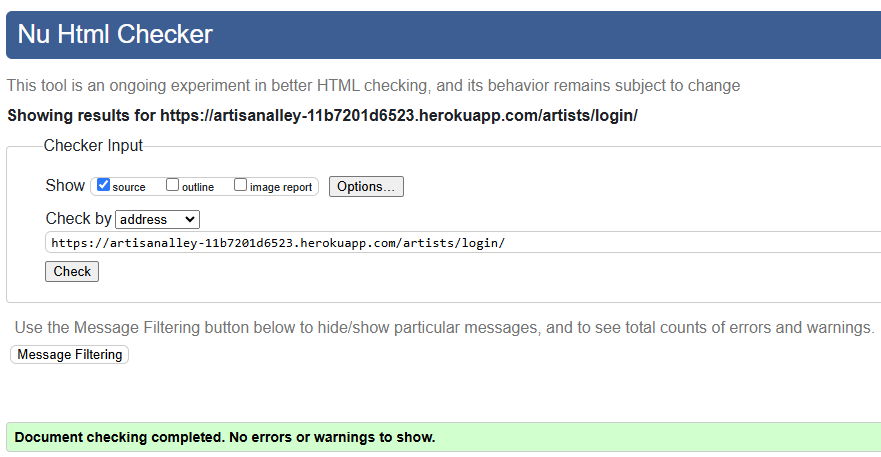 Nu Html Checker
This tool is an ongoing experiment in better HTML checking, and its behavior remains subject to change
Showing results for https://artisanalley-11b7201d6523.herokuapp.com/artists/login/
Checker Input
Show source outline image report Options...
Check by address
https://artisanalley-11b7201d6523.herokuapp.com/artists/login/
Check
Use the Message Filtering button below to hide/show particular messages, and to see total counts of errors and warnings.
Message Filtering
Document checking completed. No errors or warnings to show.